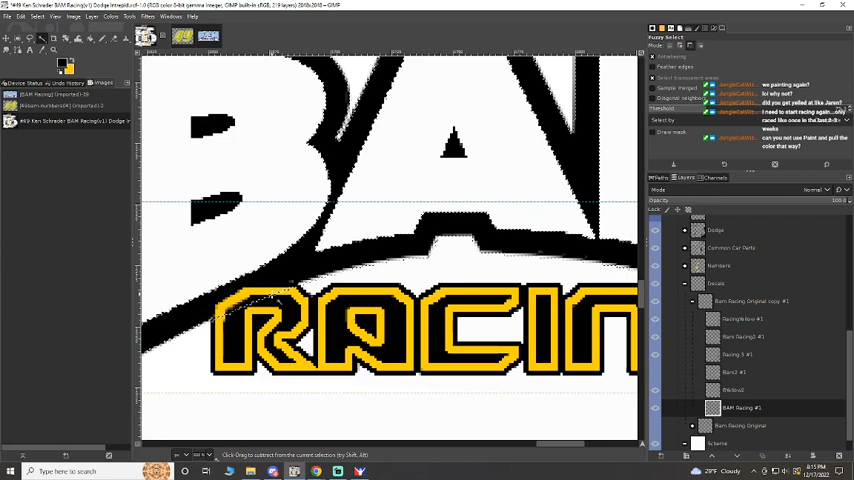 *#49 Ken Schrader BAM Racing(v1) Dodge Intrepid.xcf-1.0 (RGB color 8-bit gamma integer, GIMP built-in sRGB, 219 layers) 2048x2048 – GIMP
File Edit Select View Image Layer Colors Tools Filters Windows Help
Device Status Undo History Images
[BAM Racing] (imported)-19
*#49 Ken Schrader BAM Racing(v1) Dodge In
Fuzzy Select
Mode:
Antialiasing
Feather edges
Select transparent areas
Sample merged
Diagonal neighbo
Threshold
Select by
Draw mask
we painting again?
lol why not?
did you get yelled at like Jaren?
I need to start racing again....only
raced like once in the last
weeks
can you not use Paint and pull the
color that way?
Paths Layers Channels
Mode Normal
Opacity 100.0
Lock:
Dodge
Common Car Parts
Numbers
Decals
Bam Racing Original copy #1
RacingYellow #1
Bam Racing2 #1
Racing 3 #1
Bam2 #1
BYellow2
BAM Racing #1
Bam Racing Original
Scheme
BA
RACIN
px
Click-Drag to subtract from the current selection (try Shift, Alt)
Type here to search
29°F Cloudy
8:15 PM
12/17/2022